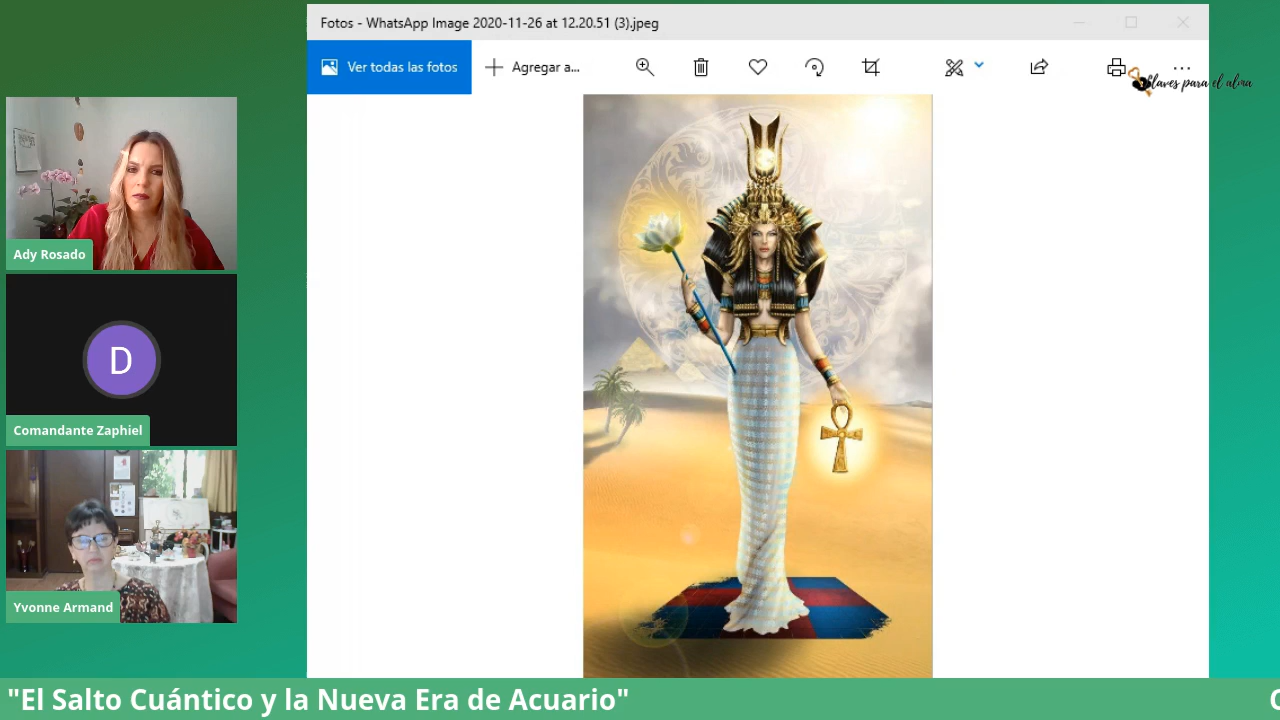 Fotos - WhatsApp Image 2020-11-26 at 12.20.51 (3).jpeg
Ver todas las fotos
Agregar a...
Claves para el alma
Ady Rosado
D
Comandante Zaphiel
Yvonne Armand
"El Salto Cuántico y la Nueva Era de Acuario"